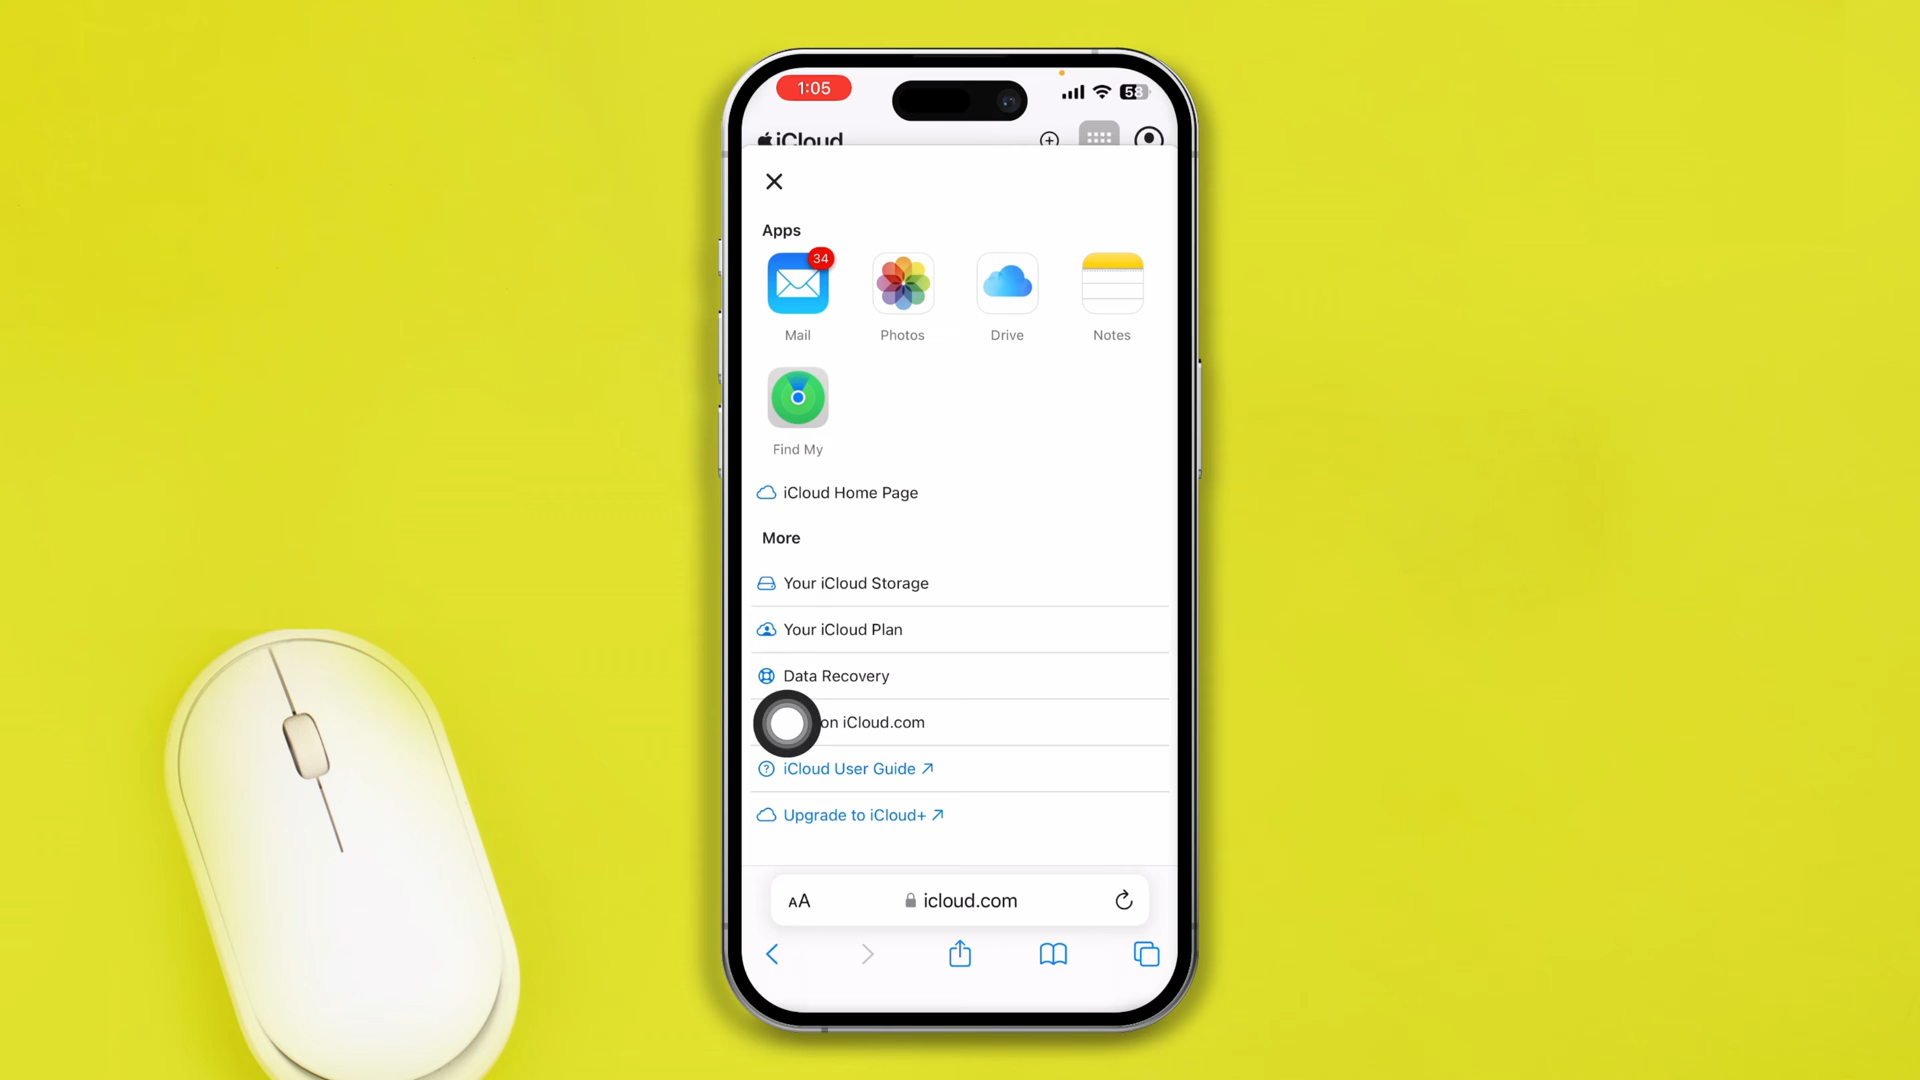 1:05
58
iCloud
Apps
34
Mail
Photos
Drive
Notes
Find My
iCloud Home Page
More
Your iCloud Storage
Your iCloud Plan
Data Recovery
on iCloud.com
iCloud User Guide ↗
Upgrade to iCloud+ ↗
AA
icloud.com